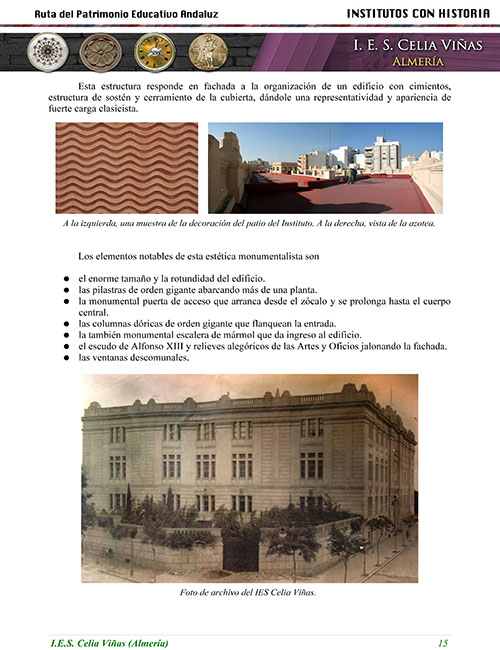 Ruta del Patrimonio Educativo Andaluz
INSTITUTOS CON HISTORIA
I. E. S. CELIA VIÑAS
ALMERÍA
Esta estructura responde en fachada a la organización de un edificio con cimientos,
estructura de sostén y cerramiento de la cubierta, dándole una representatividad y apariencia de
fuerte carga clasicista.
A la izquierda, una muestra de la decoración del patio del Instituto. A la derecha, vista de la azotea.
Los elementos notables de esta estética monumentalista son
● el enorme tamaño y la rotundidad del edificio.
● las pilastras de orden gigante abarcando más de una planta.
● la monumental puerta de acceso que arranca desde el zócalo y se prolonga hasta el cuerpo
central.
● las columnas dóricas de orden gigante que flanquean la entrada.
● la también monumental escalera de mármol que da ingreso al edificio.
● el escudo de Alfonso XIII y relieves alegóricos de las Artes y Oficios jalonando la fachada.
● las ventanas descomunales.
Foto de archivo del IES Celia Viñas.
I.E.S. Celia Viñas (Almería)
15